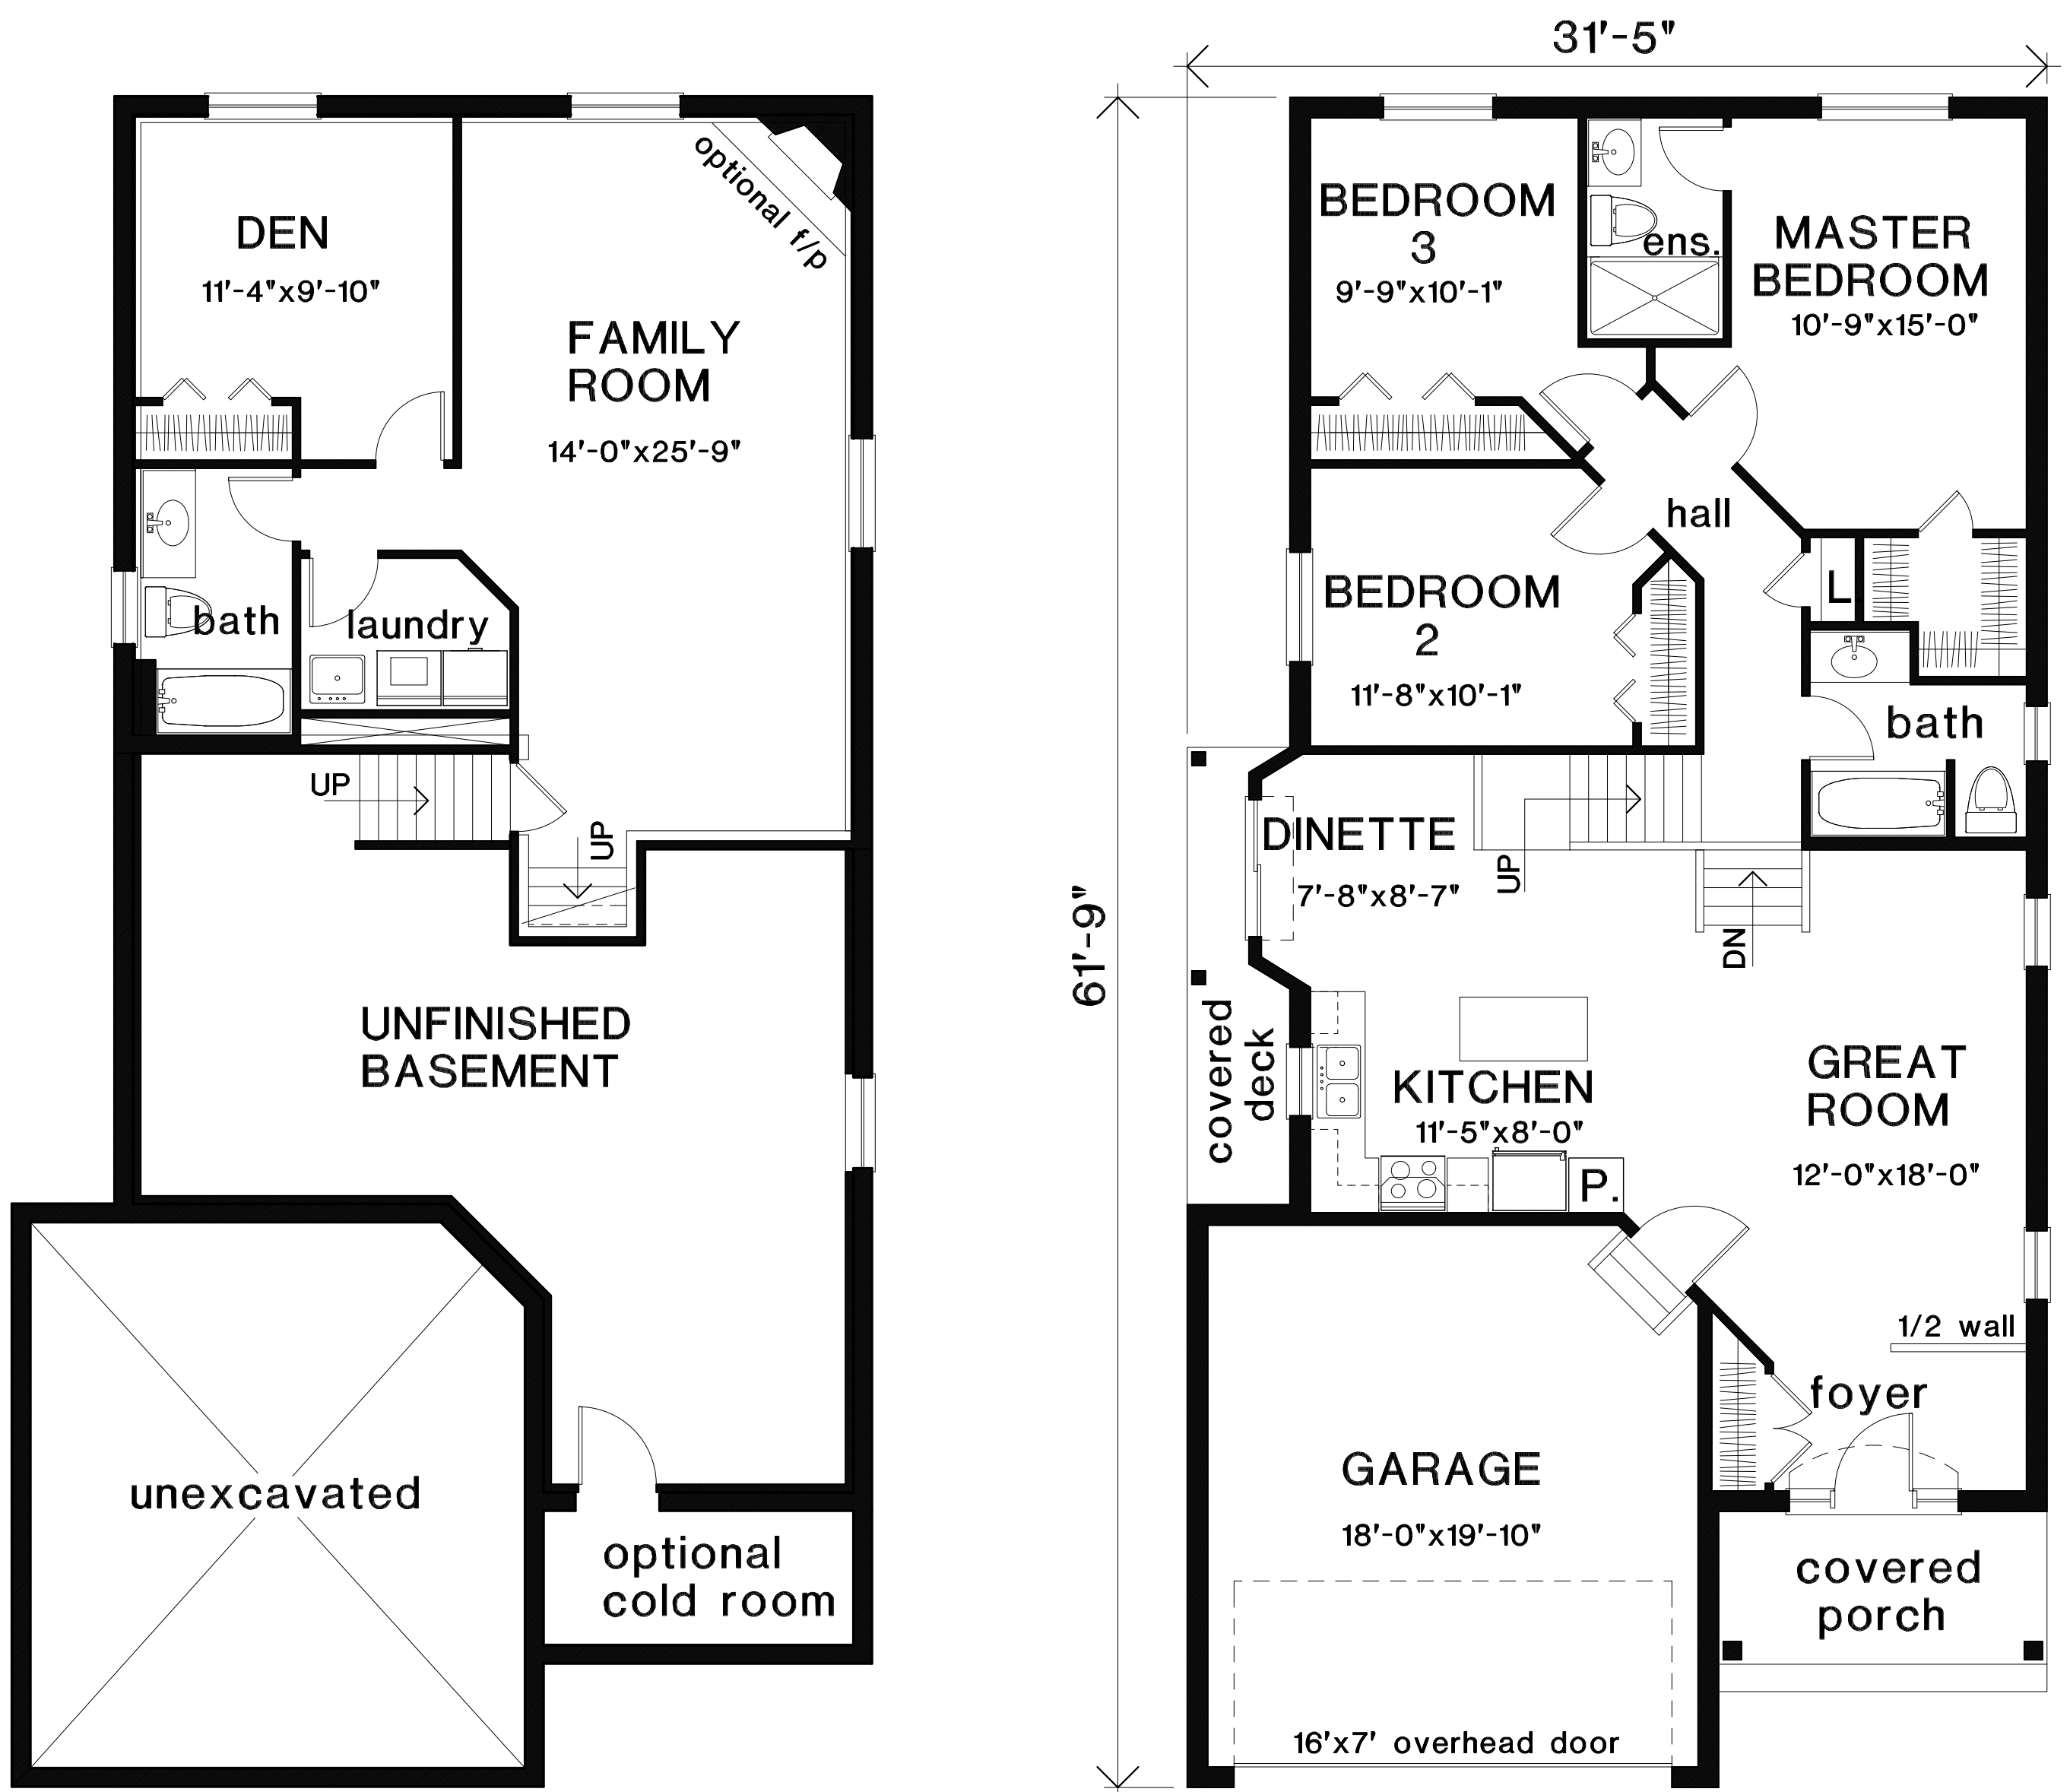 DEN
11'-4"x9'-10"
optional f/p
FAMILY
ROOM
14'-0"x25'-9"
bath
laundry
UP
UP
UNFINISHED
BASEMENT
unexcavated
optional
cold room
31'-5"
61'-9"
BEDROOM
3
9'-9"x10'-1"
ens.
MASTER
BEDROOM
10'-9"x15'-0"
hall
BEDROOM
2
11'-8"x10'-1"
L.
bath
DINETTE
7'-8"x8'-7"
UP
DN
covered
deck
KITCHEN
11'-5"x8'-0"
P.
GREAT
ROOM
12'-0"x18'-0"
1/2 wall
foyer
GARAGE
18'-0"x19'-10"
covered
porch
16'x7' overhead door